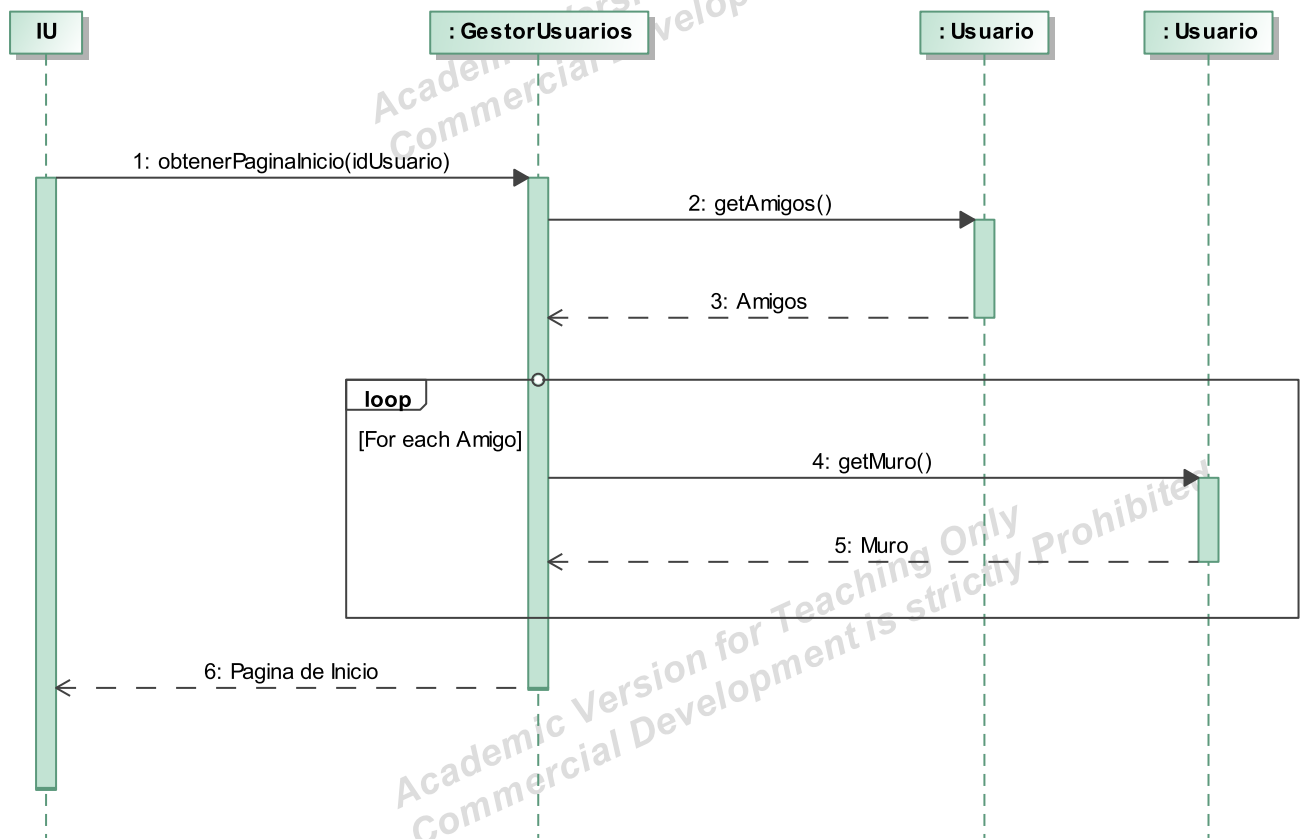 IU
: GestorUsuarios
: Usuario
: Usuario
1: obtenerPaginaInicio(idUsuario)
2: getAmigos()
3: Amigos
loop
[For each Amigo]
4: getMuro()
5: Muro
6: Pagina de Inicio
Academic Version for Teaching Only
Commercial Development is strictly Prohibited